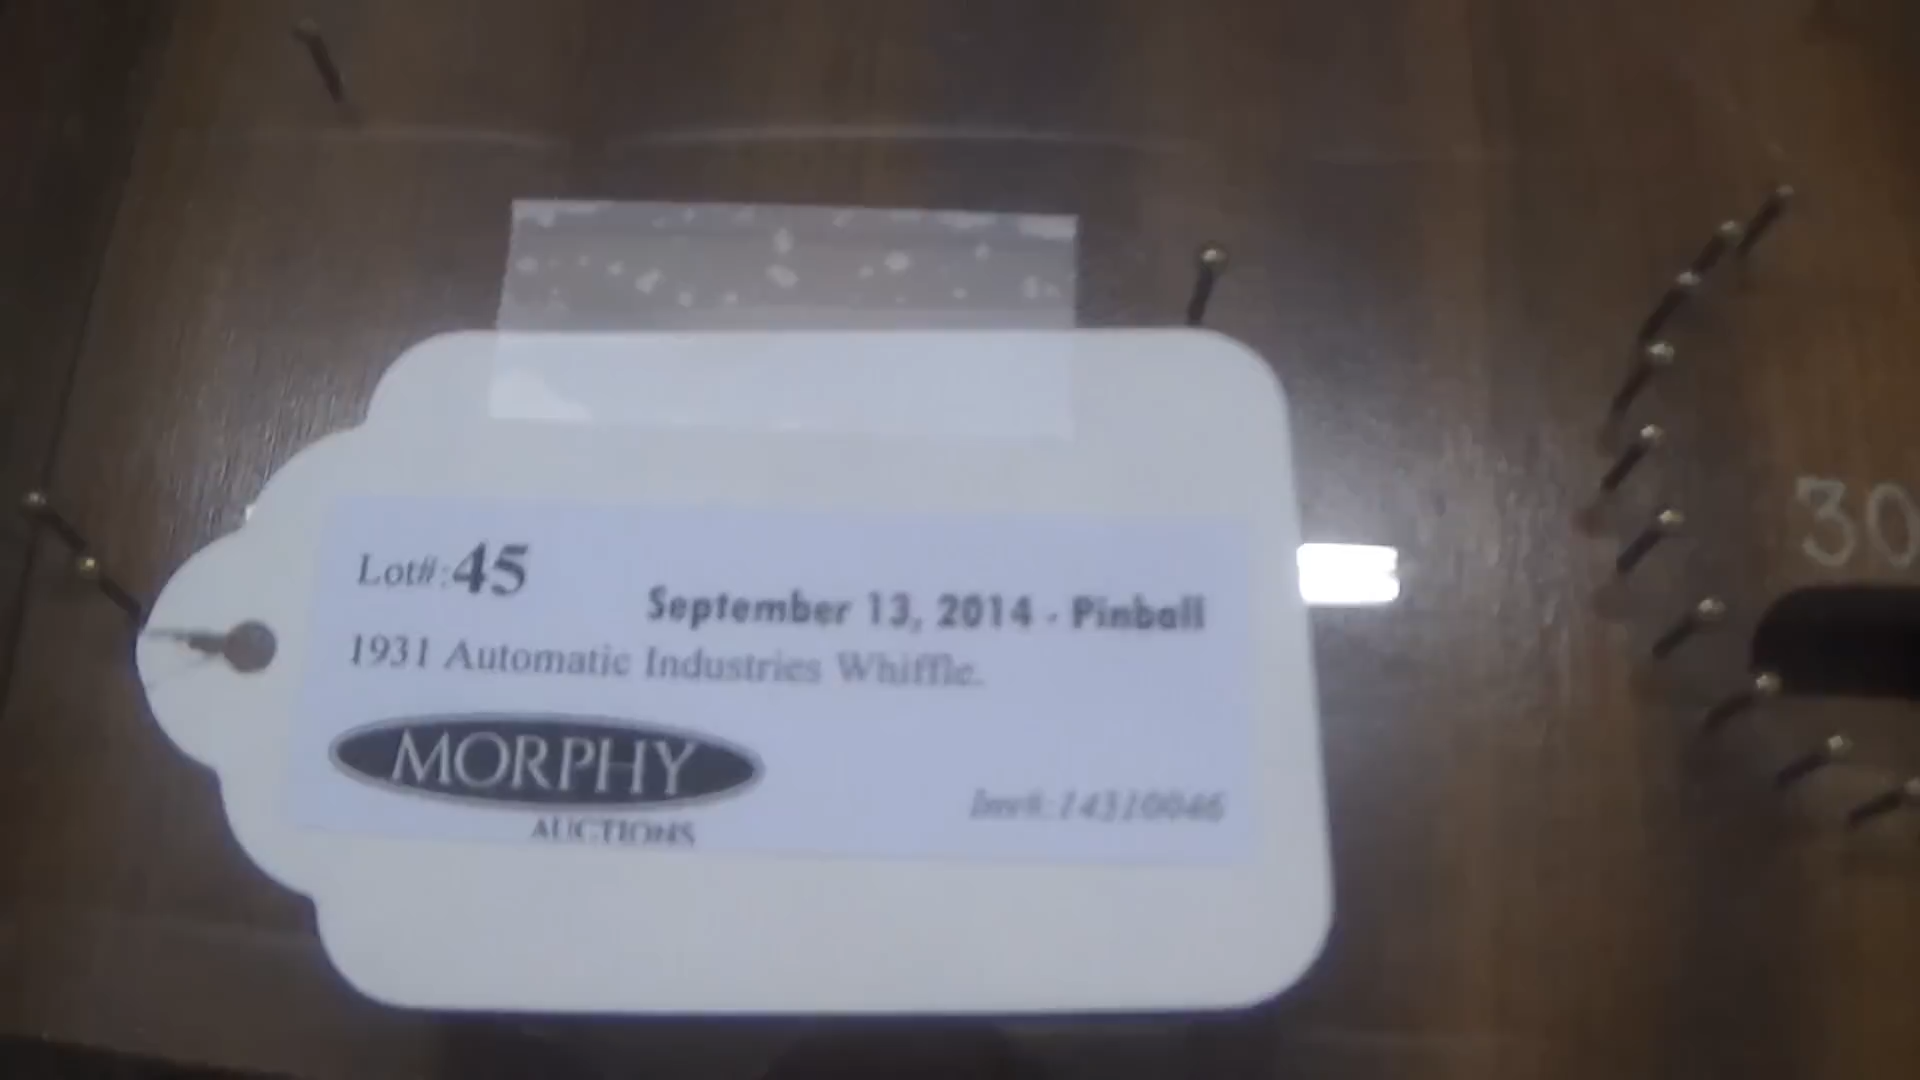 Lot#:45
September 13, 2014 - Pinball
1931 Automatic Industries Whiffle.
MORPHY
AUCTIONS
Inv#: 14310046
30